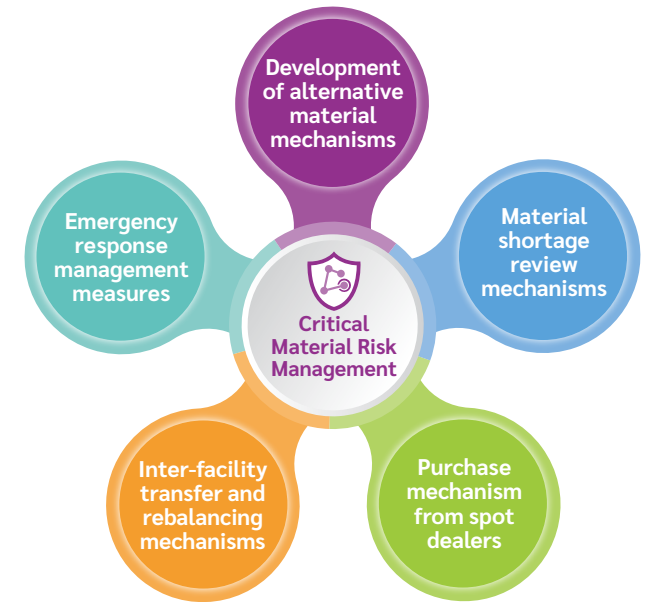 Development
of alternative
material
mechanisms
Material
shortage
review
mechanisms
Purchase
mechanism
from spot
dealers
Inter-facility
transfer and
rebalancing
mechanisms
Emergency
response
management
measures
Critical
Material Risk
Management